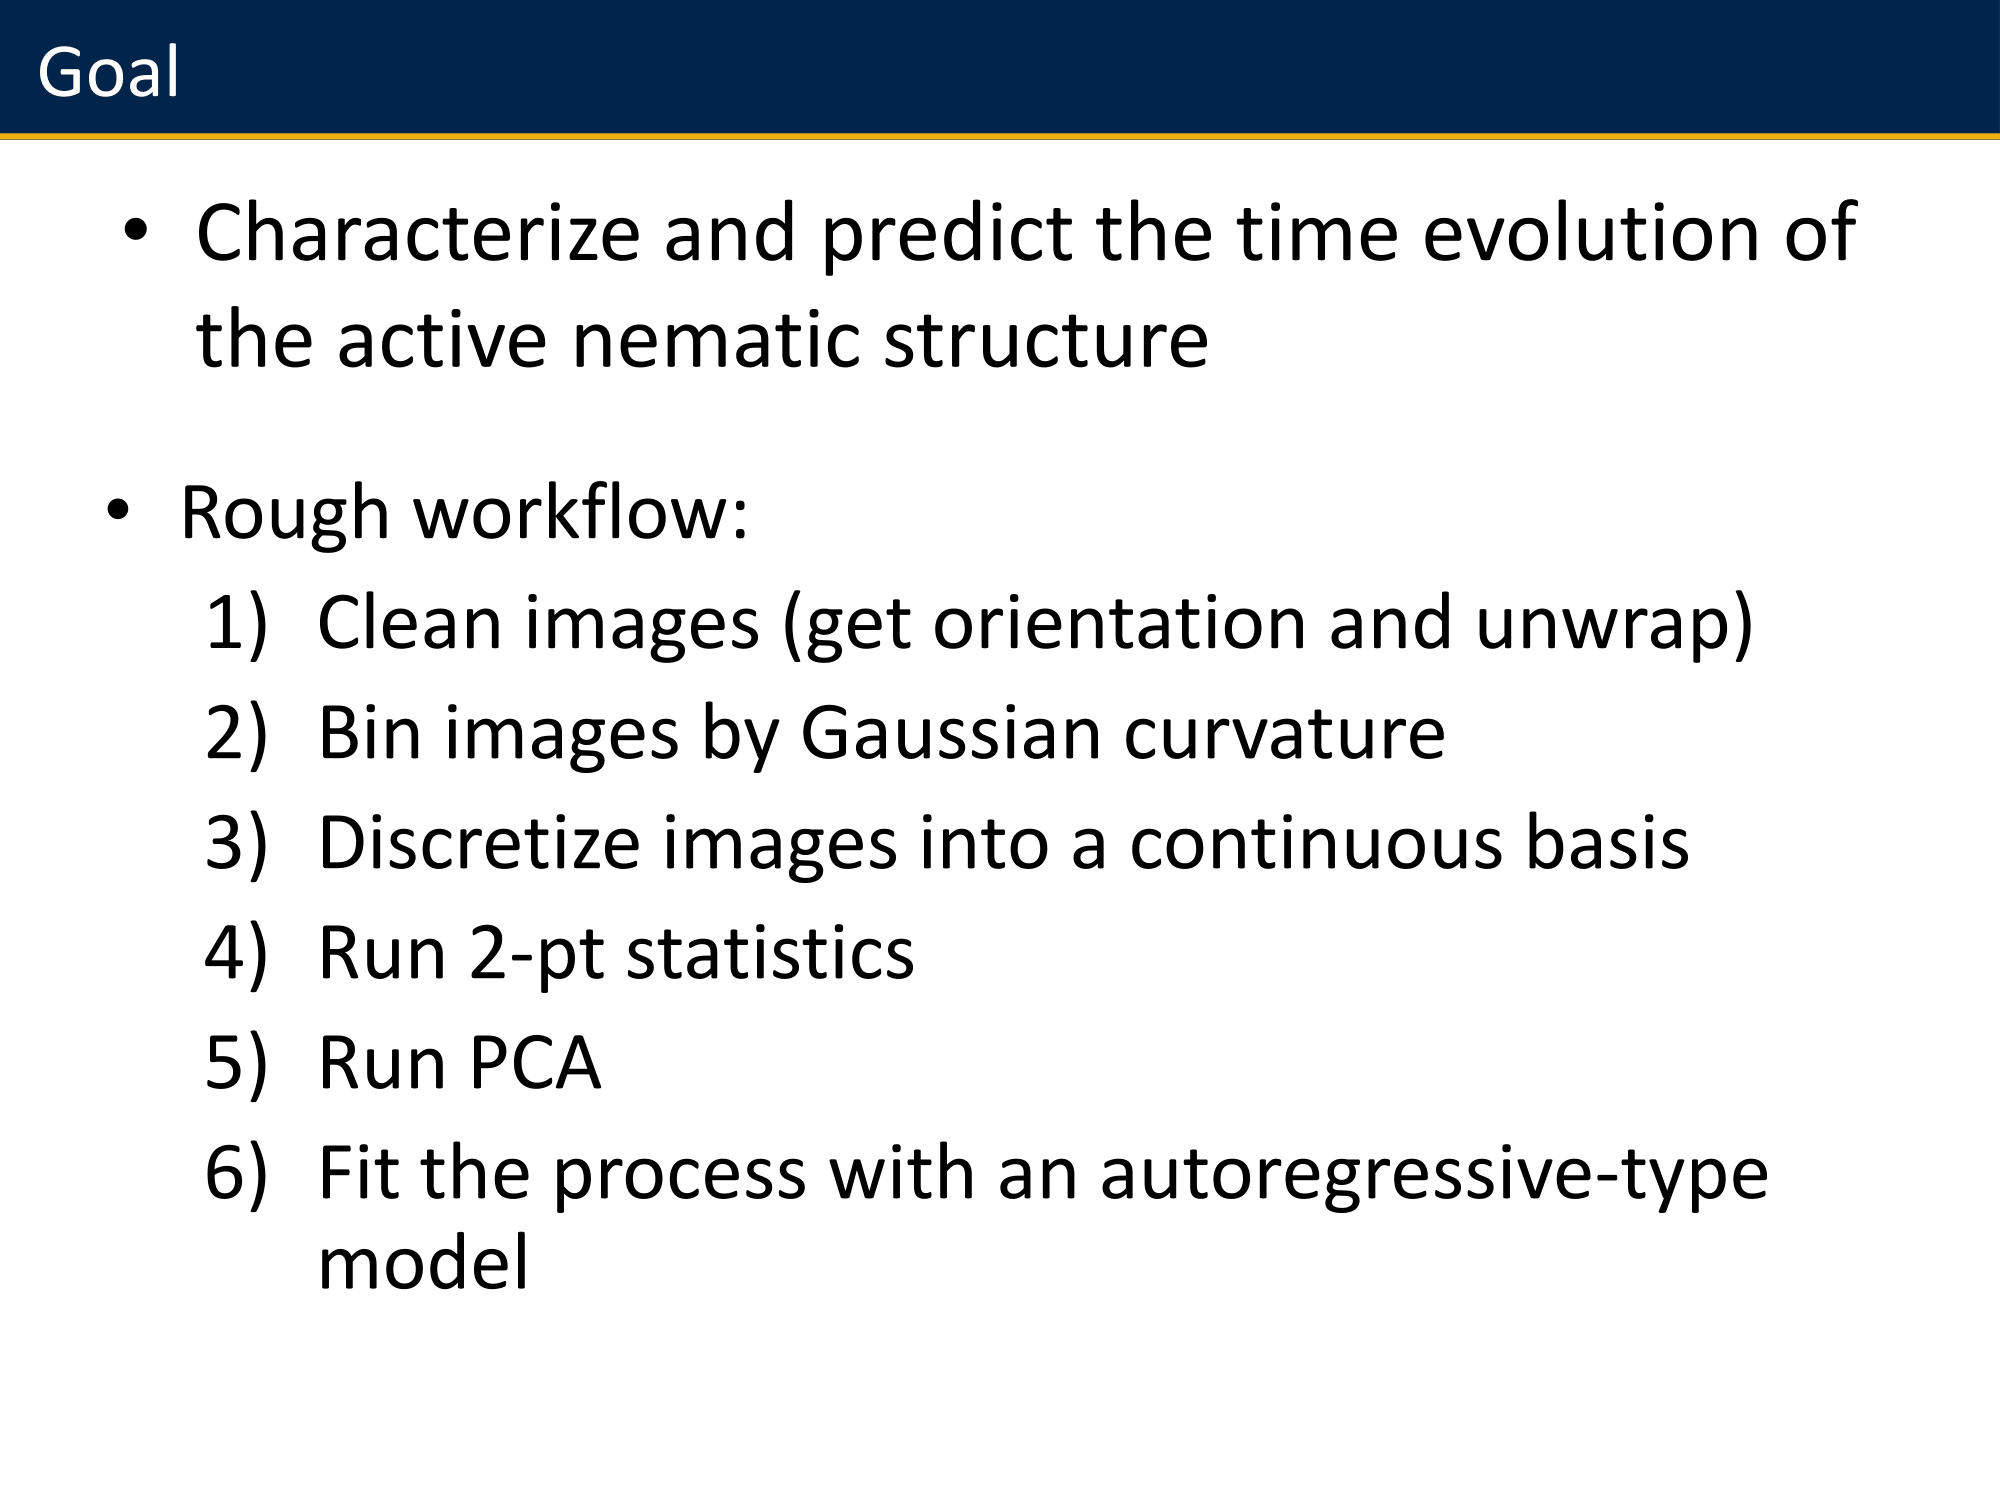 Goal
• Characterize and predict the time evolution of
the active nematic structure
• Rough workflow:
1) Clean images (get orientation and unwrap)
2) Bin images by Gaussian curvature
3) Discretize images into a continuous basis
4) Run 2-pt statistics
5) Run PCA
6) Fit the process with an autoregressive-type
model